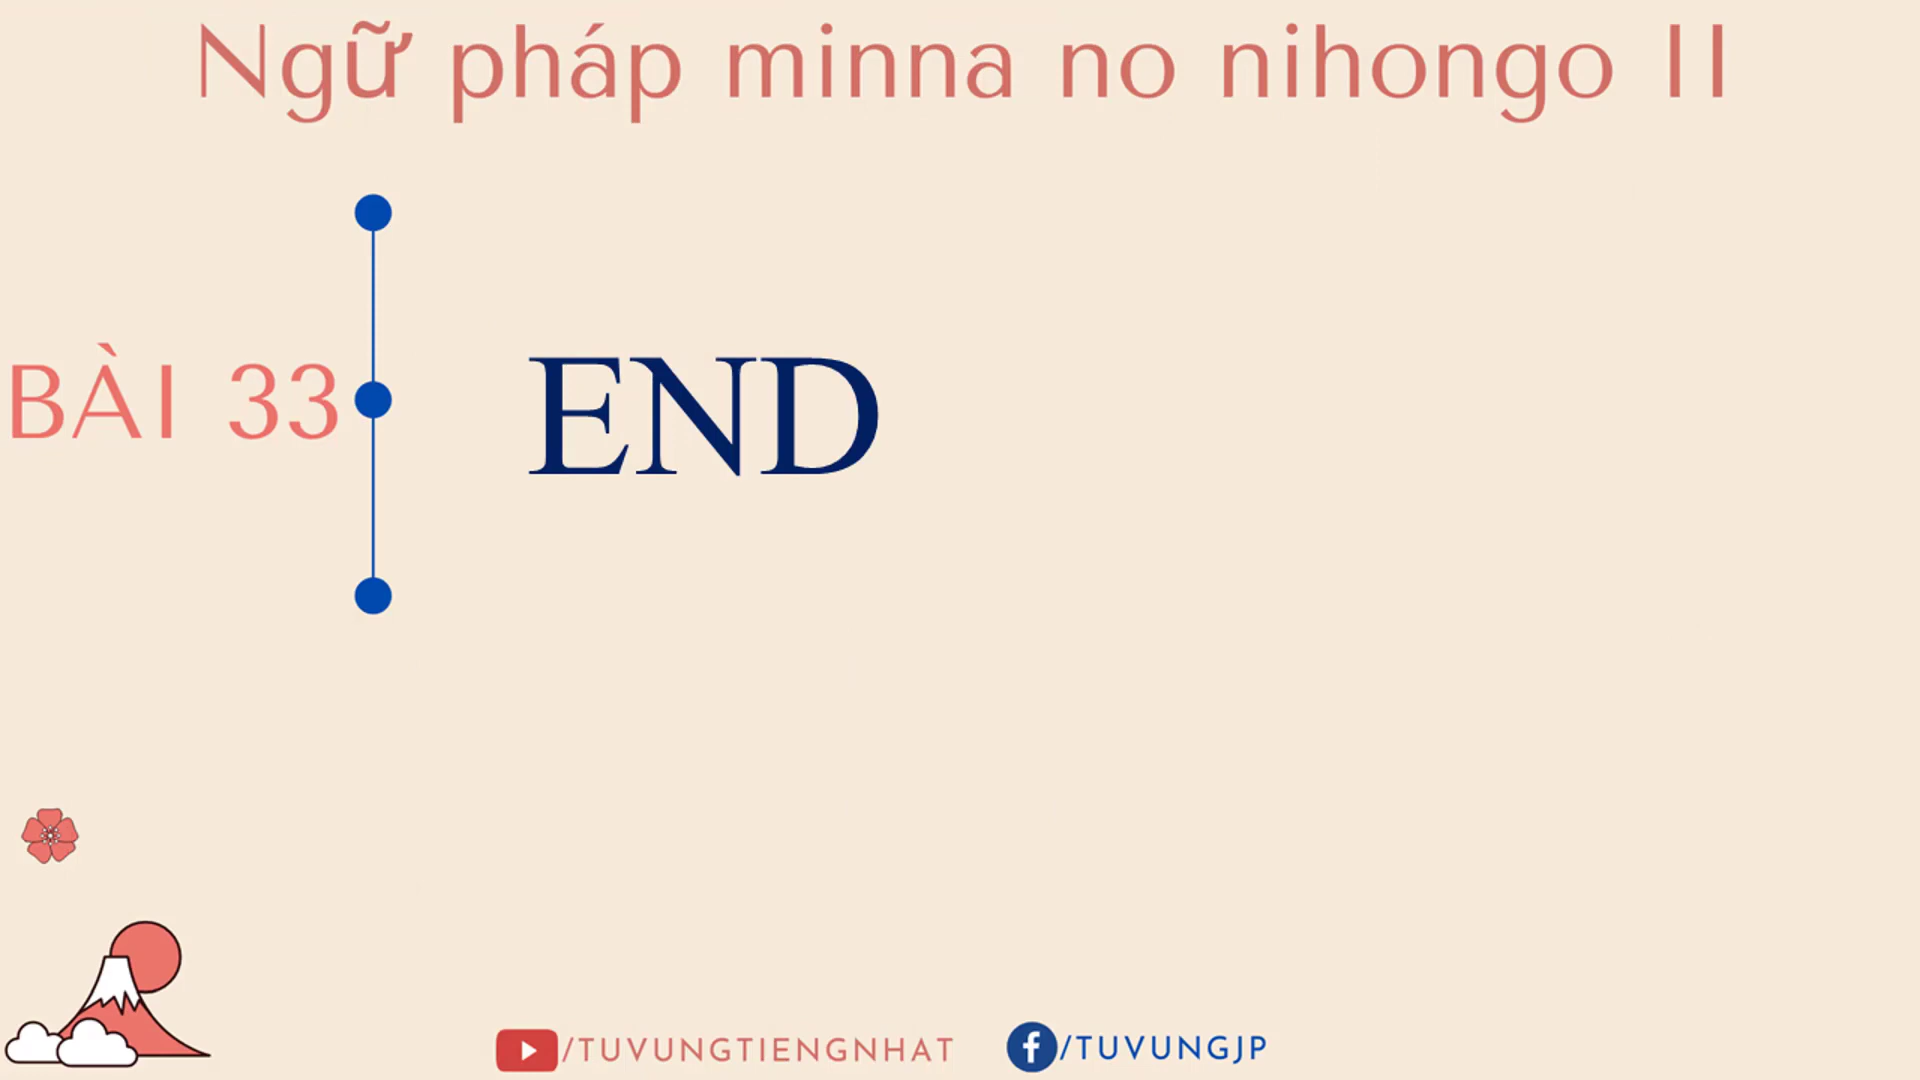 Ngữ pháp minna no nihongo II
BÀI 33
END
/TUVUNGTIENGNHAT
/TUVUNGJP